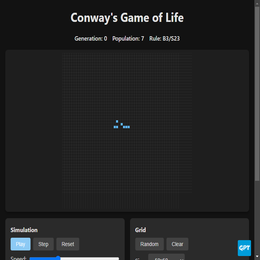 Conway's Game of Life
Generation: 0 Population: 7 Rule: B3/S23
Simulation
Play Step Reset
Speed:
Grid
Random Clear
GPT